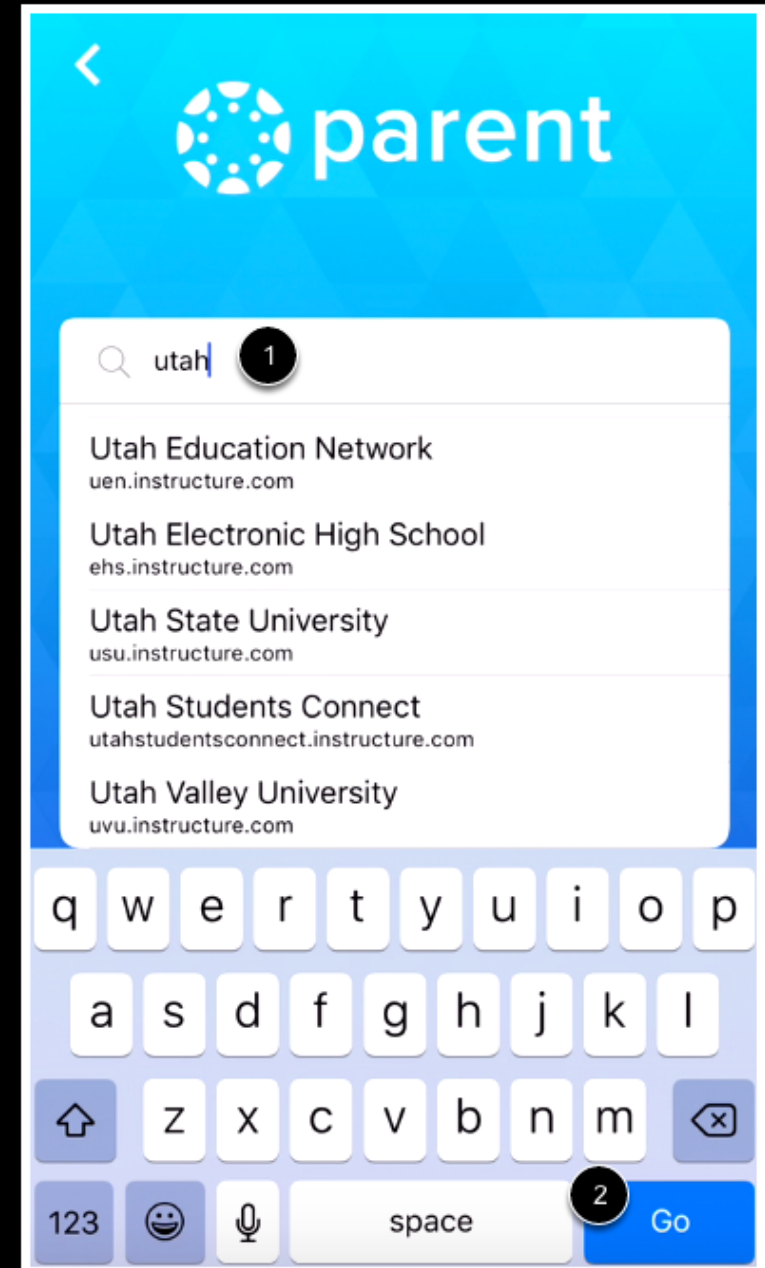 parent
utah 1
Utah Education Network
uen.instructure.com
Utah Electronic High School
ehs.instructure.com
Utah State University
usu.instructure.com
Utah Students Connect
utahstudentsconnect.instructure.com
Utah Valley University
uvu.instructure.com
q w e r t y u i o p
a s d f g h j k l
z x c v b n m
123 space 2 Go